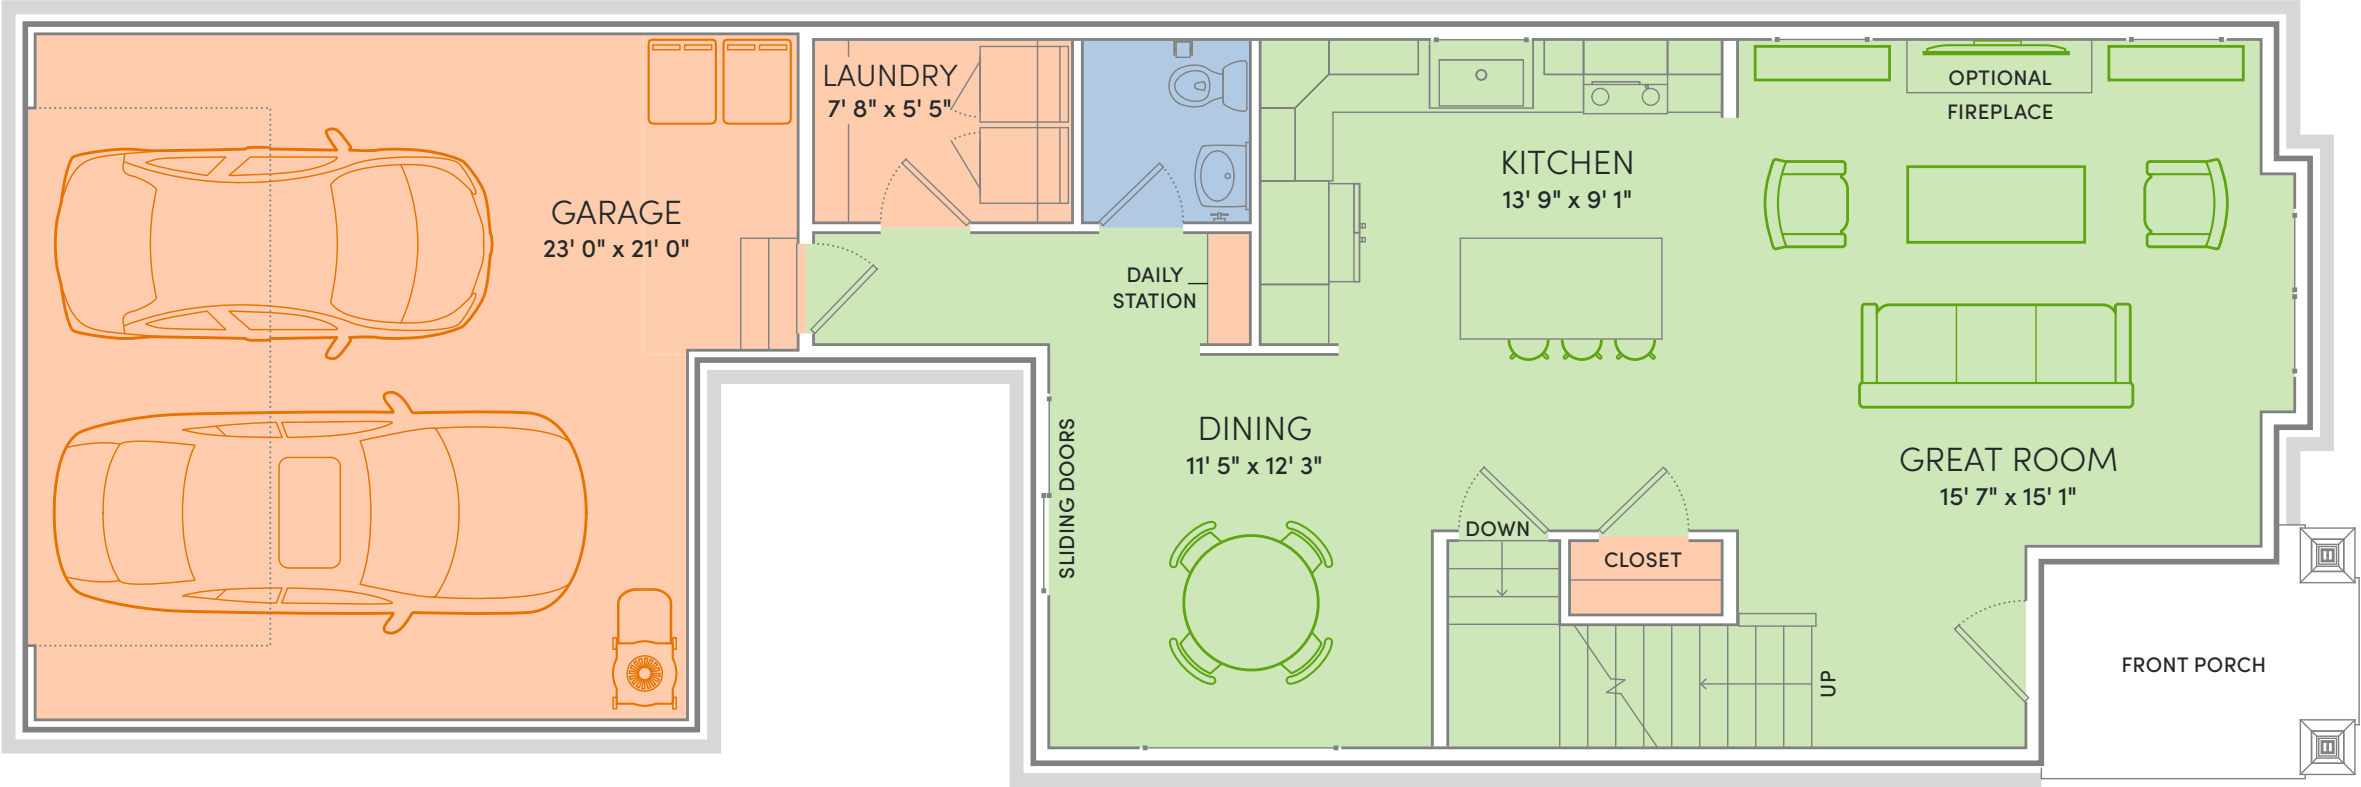 LAUNDRY
7' 8" x 5' 5"
GARAGE
23' 0" x 21' 0"
DAILY
STATION
KITCHEN
13' 9" x 9' 1"
OPTIONAL
FIREPLACE
SLIDING DOORS
DINING
11' 5" x 12' 3"
GREAT ROOM
15' 7" x 15' 1"
DOWN
CLOSET
UP
FRONT PORCH